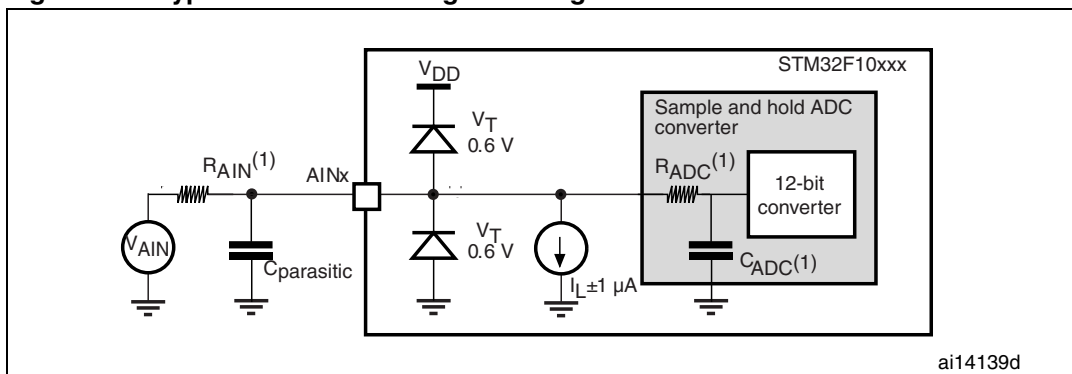 STM32F10xxx
VDD
Sample and hold ADC
converter
VT
0.6 V
RAIN(1)
AINx
RADC(1)
12-bit
converter
VAIN
Cparasitic
VT
0.6 V
IL±1 µA
CADC(1)
ai14139d